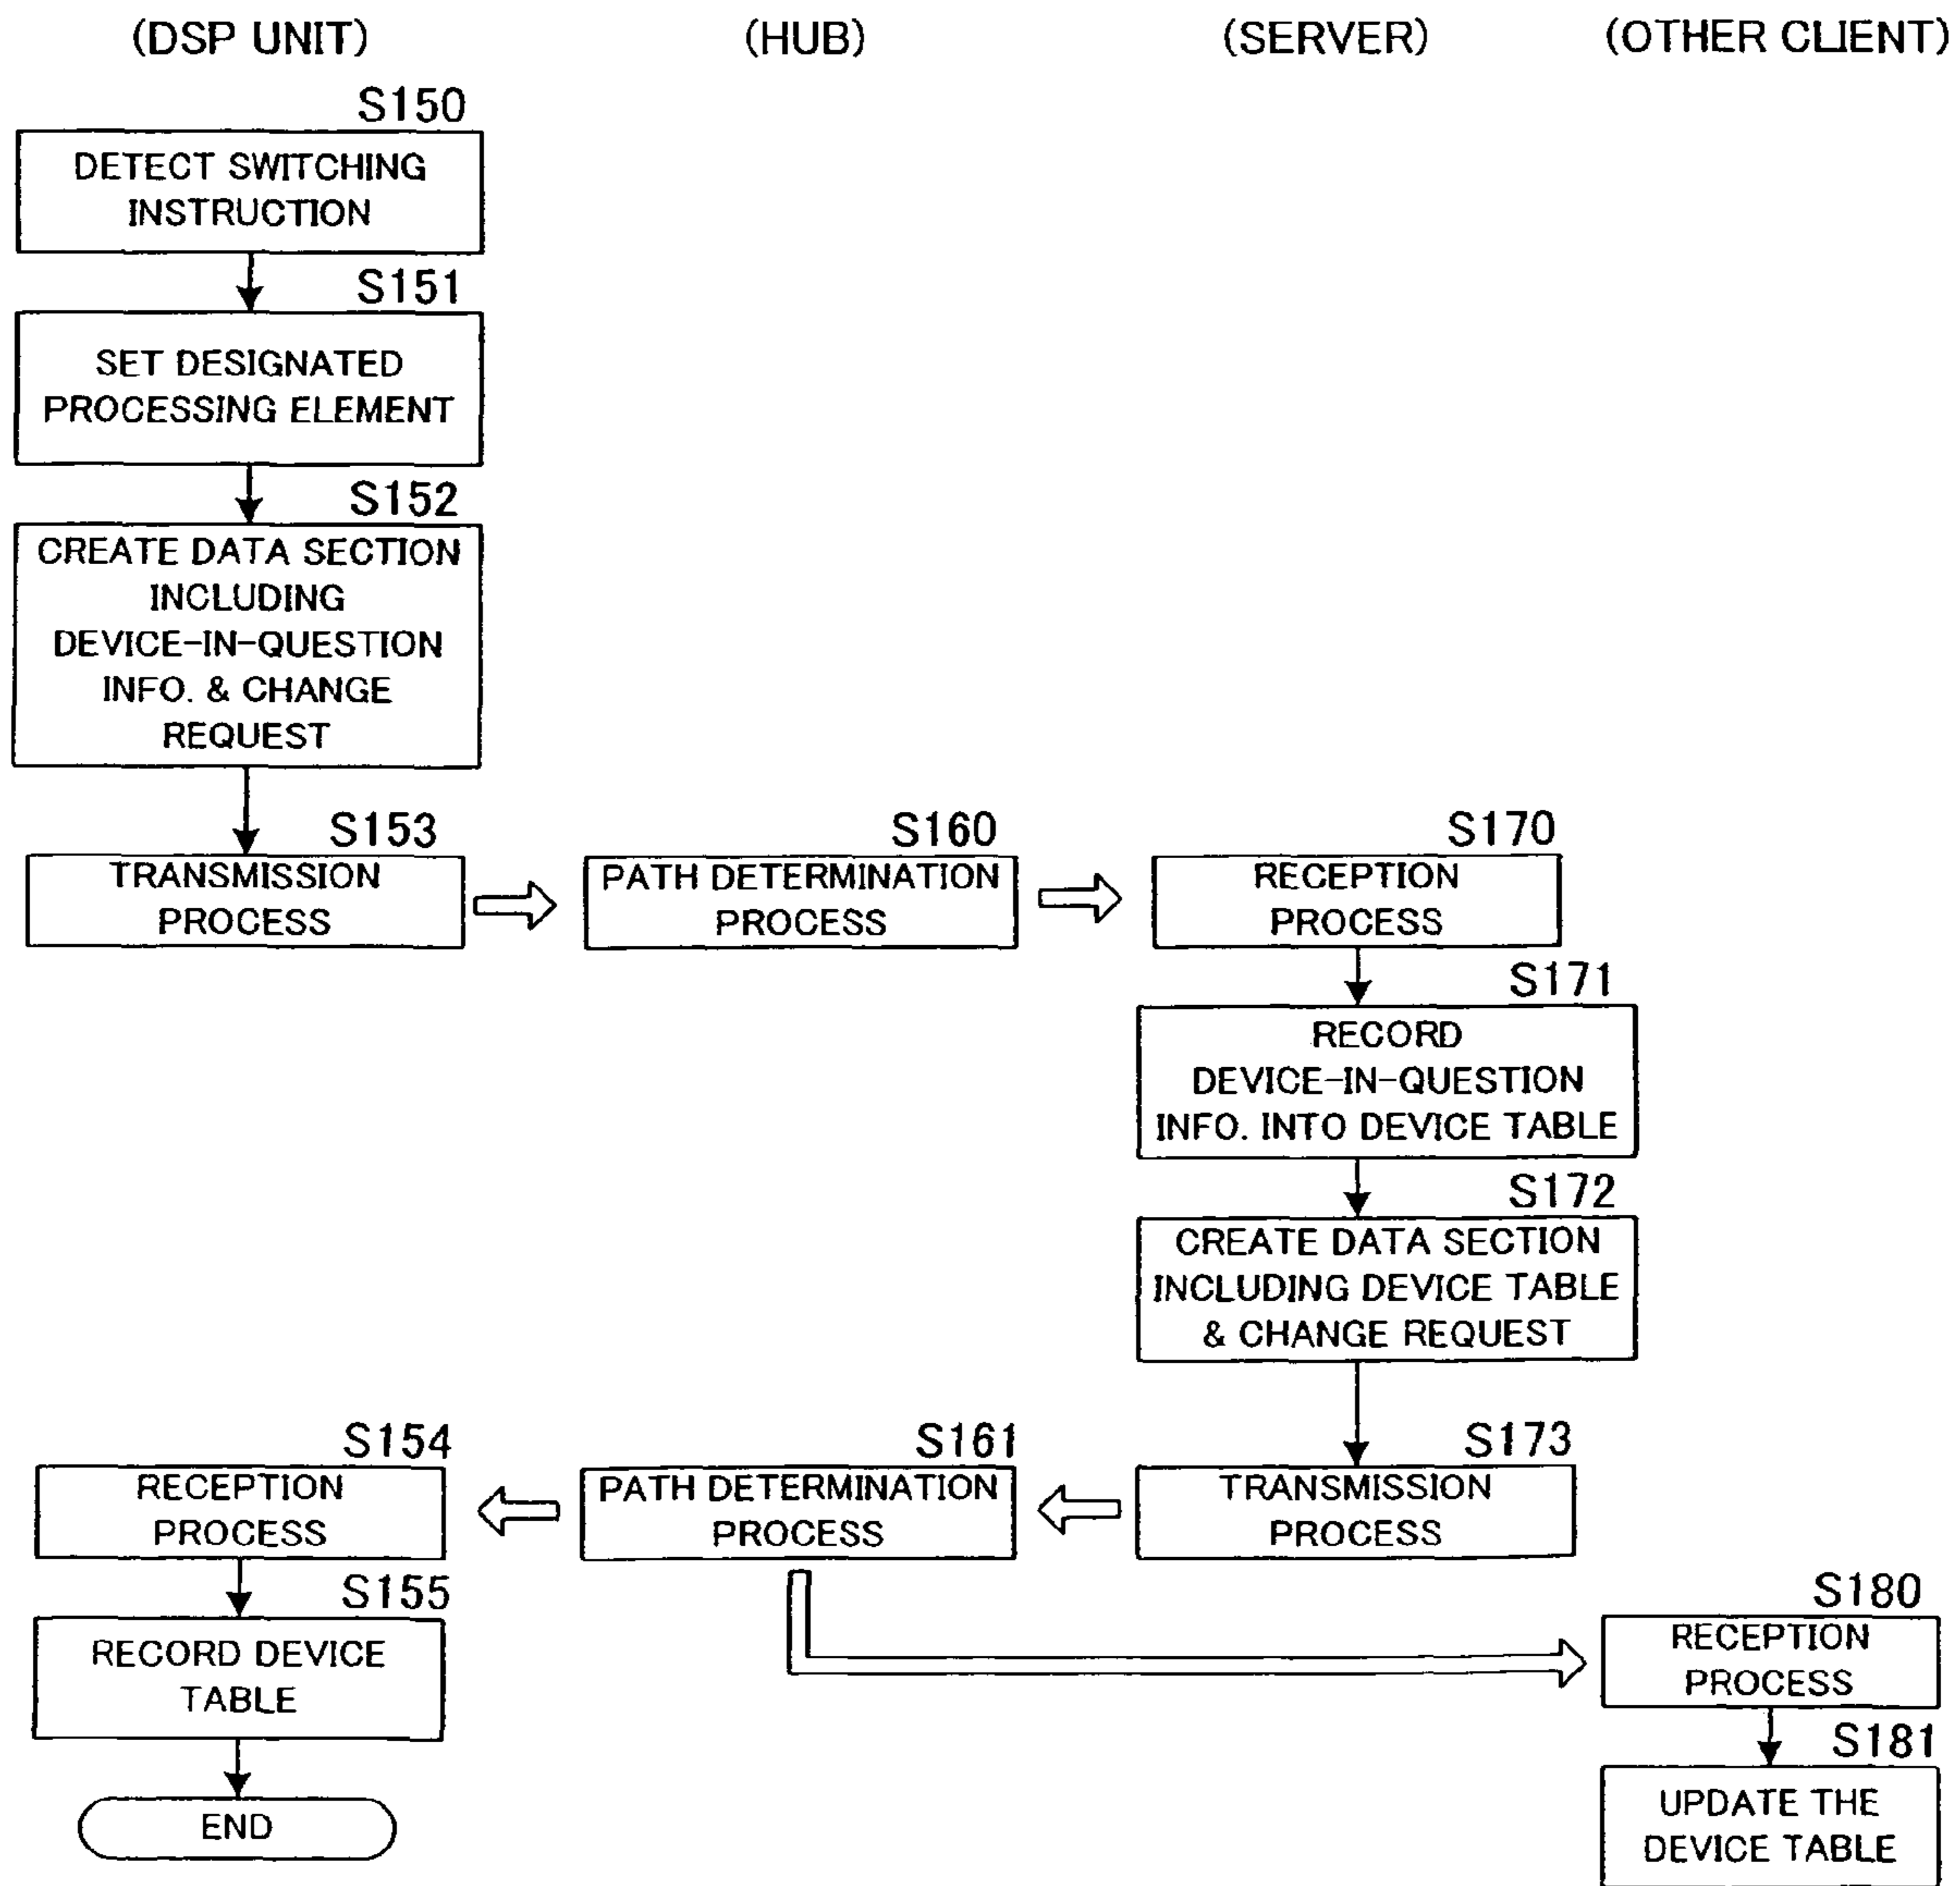 (DSP UNIT)
(HUB)
(SERVER)
(OTHER CLIENT)
S150
DETECT SWITCHING
INSTRUCTION
S151
SET DESIGNATED
PROCESSING ELEMENT
S152
CREATE DATA SECTION
INCLUDING
DEVICE-IN-QUESTION
INFO. & CHANGE
REQUEST
S153
TRANSMISSION
PROCESS
S160
PATH DETERMINATION
PROCESS
S170
RECEPTION
PROCESS
S171
RECORD
DEVICE-IN-QUESTION
INFO. INTO DEVICE TABLE
S172
CREATE DATA SECTION
INCLUDING DEVICE TABLE
& CHANGE REQUEST
S173
TRANSMISSION
PROCESS
S161
PATH DETERMINATION
PROCESS
S154
RECEPTION
PROCESS
S155
RECORD DEVICE
TABLE
END
S180
RECEPTION
PROCESS
S181
UPDATE THE
DEVICE TABLE